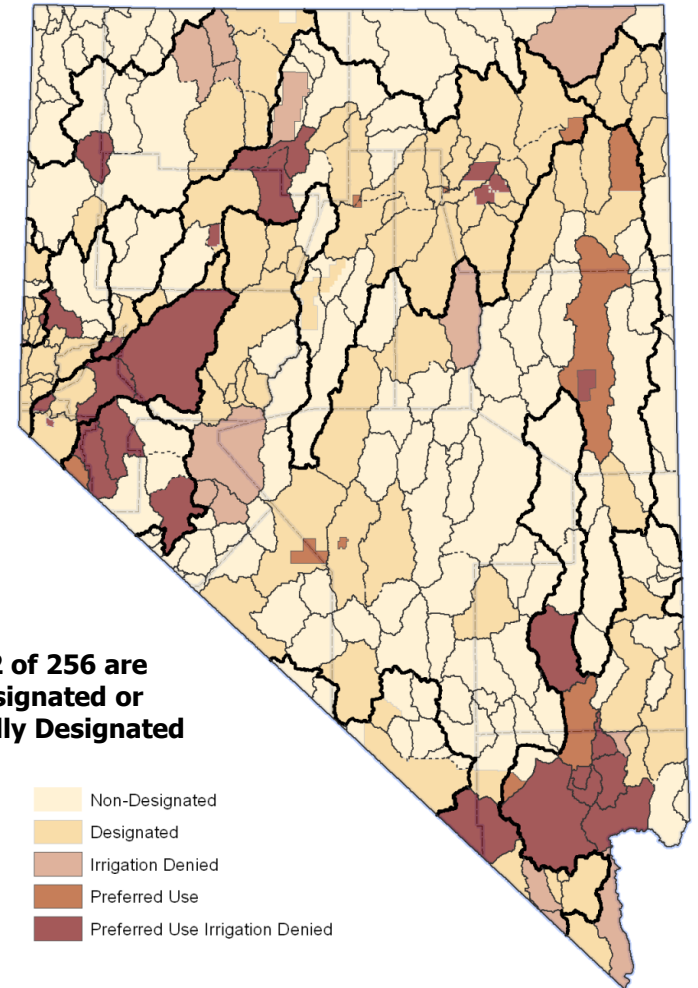 2 of 256 are
signated or
lly Designated
Non-Designated
Designated
Irrigation Denied
Preferred Use
Preferred Use Irrigation Denied